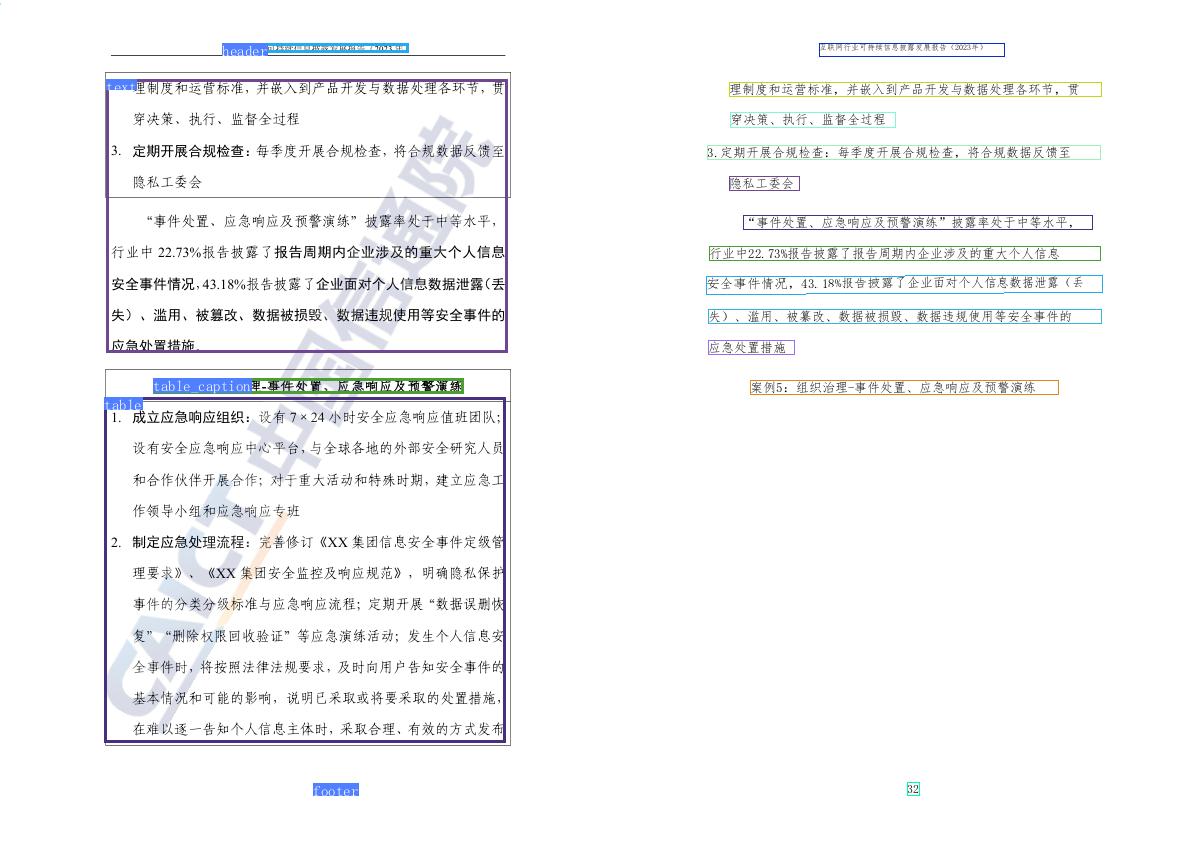 header
text理制度和运营标准，并嵌入到产品开发与数据处理各环节，贯
穿决策、执行、监督全过程
3. 定期开展合规检查：每季度开展合规检查，将合规数据反馈至
隐私工委会
“事件处置、应急响应及预警演练”披露率处于中等水平，
行业中 22.73%报告披露了报告周期内企业涉及的重大个人信息
安全事件情况，43.18%报告披露了企业面对个人信息数据泄露（丢
失）、滥用、被篡改、数据被损毁、数据违规使用等安全事件的
应急处置措施。
table_caption理-事件处置、应急响应及预警演练
table
1. 成立应急响应组织：设有 7×24 小时安全应急响应值班团队；
设有安全应急响应中心平台，与全球各地的外部安全研究人员
和合作伙伴开展合作；对于重大活动和特殊时期，建立应急工
作领导小组和应急响应专班
2. 制定应急处理流程：完善修订《XX 集团信息安全事件定级管
理要求》、《XX 集团安全监控及响应规范》，明确隐私保护
事件的分类分级标准与应急响应流程；定期开展“数据误删恢
复”“删除权限回收验证”等应急演练活动；发生个人信息安
全事件时，将按照法律法规要求，及时向用户告知安全事件的
基本情况和可能的影响，说明已采取或将要采取的处置措施，
在难以逐一告知个人信息主体时，采取合理、有效的方式发布
footer
CAICT 中国信通院
互联网行业可持续信息披露发展报告（2023年）
理制度和运营标准，并嵌入到产品开发与数据处理各环节，贯
穿决策、执行、监督全过程
3.定期开展合规检查：每季度开展合规检查，将合规数据反馈至
隐私工委会
“事件处置、应急响应及预警演练”披露率处于中等水平，
行业中22.73%报告披露了报告周期内企业涉及的重大个人信息
安全事件情况，43.18%报告披露了企业面对个人信息数据泄露（丢
失）、滥用、被篡改、数据被损毁、数据违规使用等安全事件的
应急处置措施
案例5：组织治理-事件处置、应急响应及预警演练
32